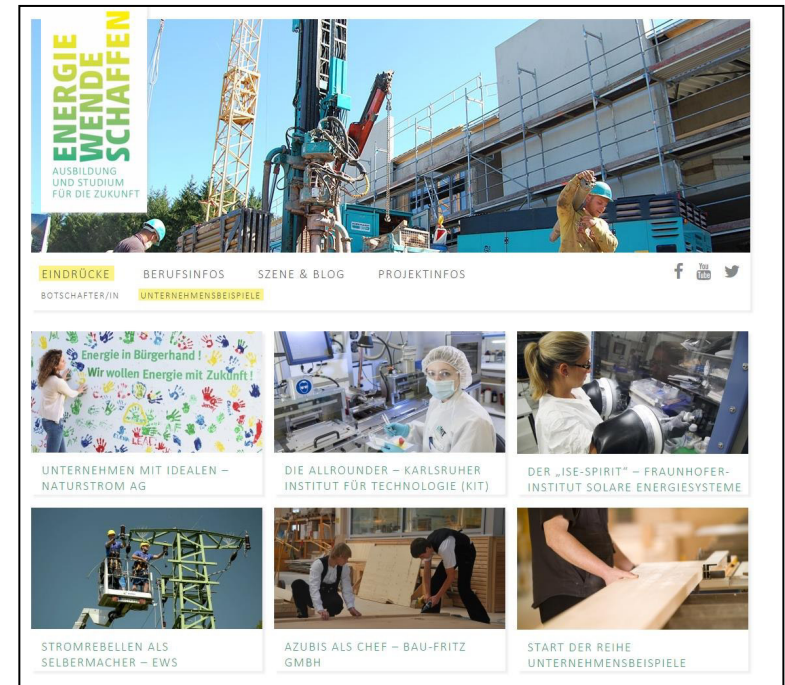 ENERGIE
WENDE
SCHAFFEN
AUSBILDUNG
UND STUDIUM
FÜR DIE ZUKUNFT
EINDRÜCKE BERUFSINFOS SZENE & BLOG PROJEKTINFOS
You
Tube
BOTSCHAFTER/IN UNTERNEHMENSBEISPIELE
Energie in Bürgerhand !
Wir wollen Energie mit Zukunft !
UNTERNEHMEN MIT IDEALEN –
NATURSTROM AG
DIE ALLROUNDER – KARLSRUHER
INSTITUT FÜR TECHNOLOGIE (KIT)
DER „ISE-SPIRIT“ – FRAUNHOFER-
INSTITUT SOLARE ENERGIESYSTEME
STROMREBELLEN ALS
SELBERMACHER – EWS
AZUBIS ALS CHEF – BAU-FRITZ
GMBH
START DER REIHE
UNTERNEHMENSBEISPIELE